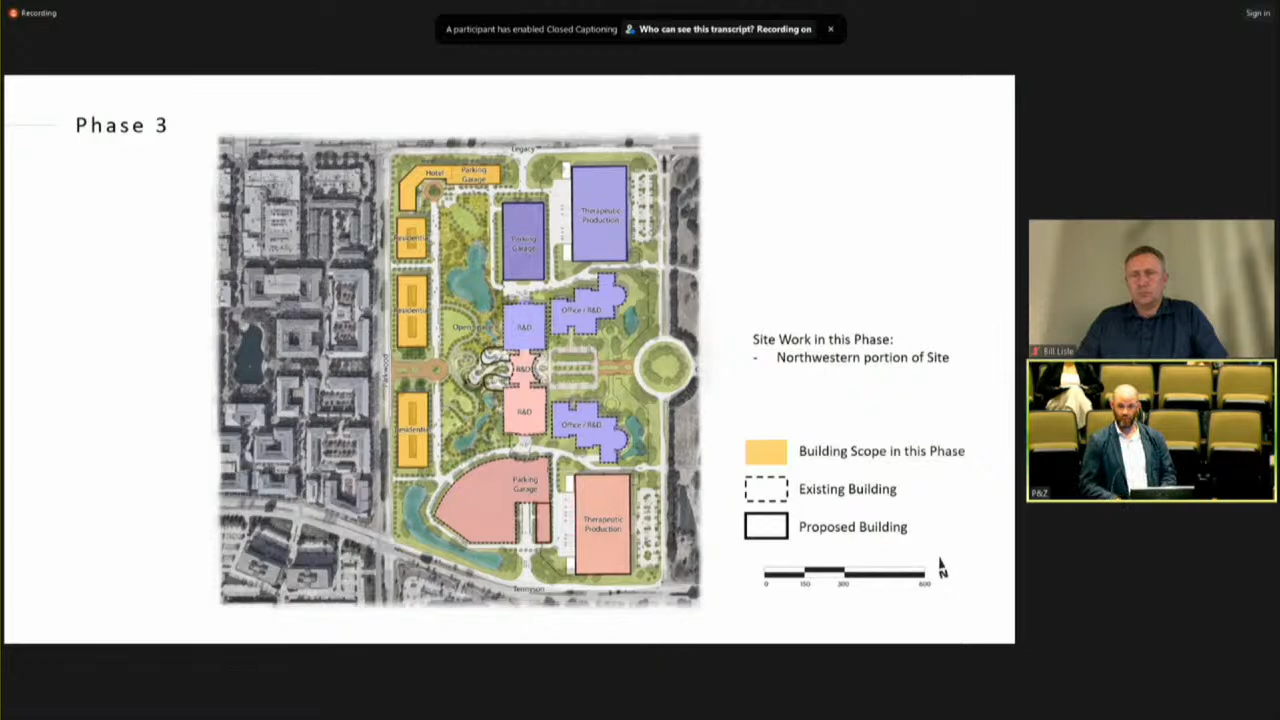 Recording
Sign in
A participant has enabled Closed Captioning
Who can see this transcript? Recording on
Phase 3
Legacy
Hotel
Parking
Garage
Therapeutic
Production
Residential
Parking
Garage
Residential
Office / R&D
R&D
Open Space
Parkwood
R&D
R&D
Residential
Office / R&D
Parking
Garage
Therapeutic
Production
Tennyson
Site Work in this Phase:
- Northwestern portion of Site
Building Scope in this Phase
Existing Building
Proposed Building
0 150 300 600
N
Bill Lisle
P&Z